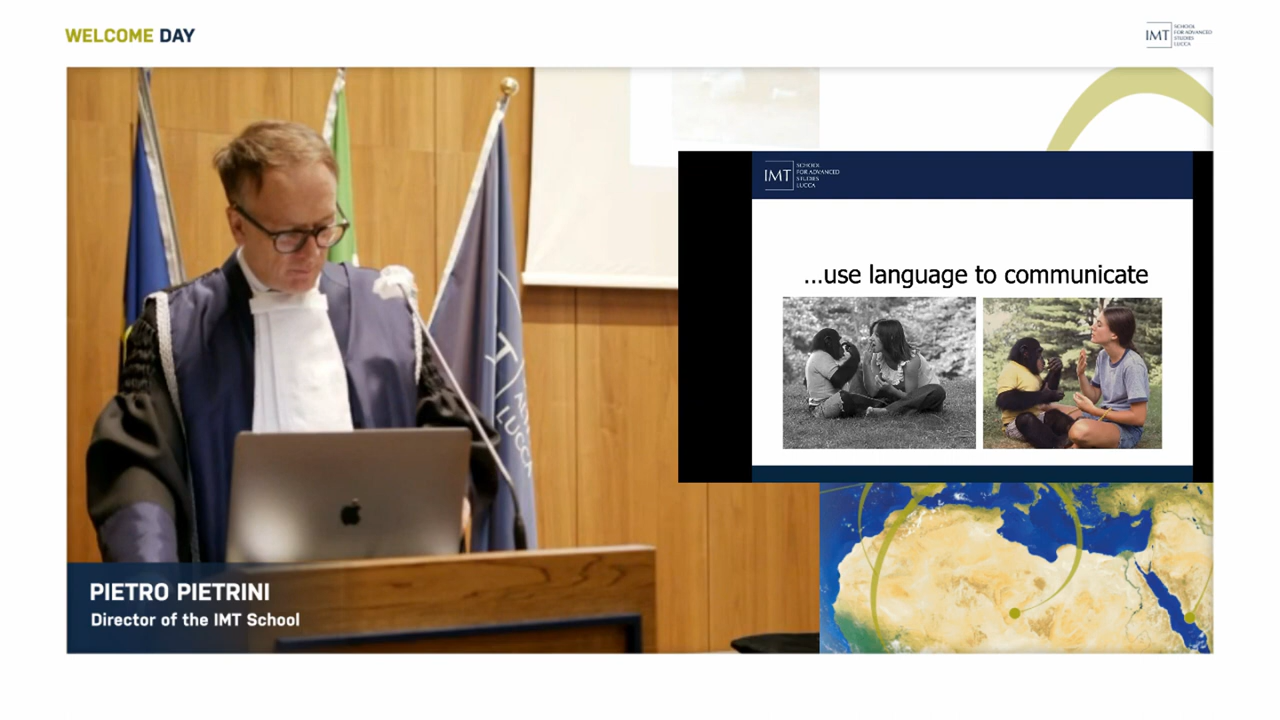 WELCOME DAY
IMT
SCHOOL
FOR ADVANCED
STUDIES
LUCCA
IMT
SCHOOL
FOR ADVANCED
STUDIES
LUCCA
...use language to communicate
LUCCA
PIETRO PIETRINI
Director of the IMT School